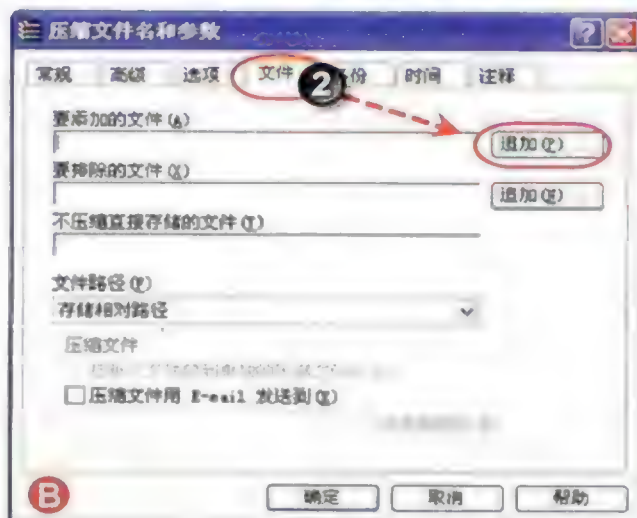 压缩文件名和参数
常规 高级 选项 文件 备份 时间 注释
2
要添加的文件(A)
追加(P)
要排除的文件(X)
追加(E)
不压缩直接存储的文件(T)
文件路径(P)
存储相对路径
压缩文件
压缩文件用 E-mail 发送到(E)
B
确定 取消 帮助